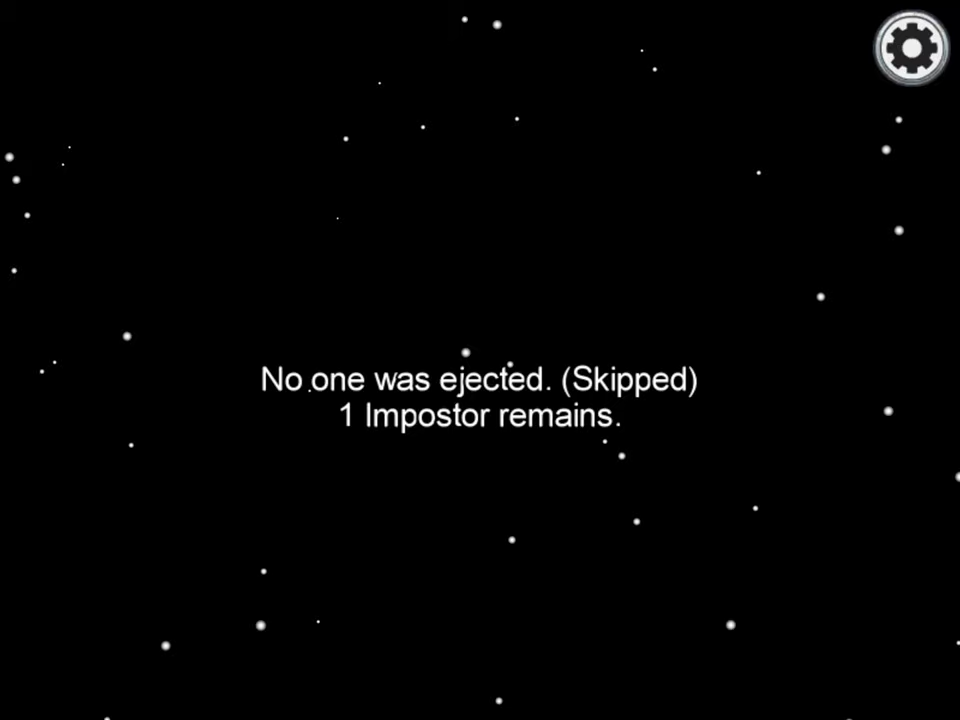 No one was ejected. (Skipped)
1 Impostor remains.